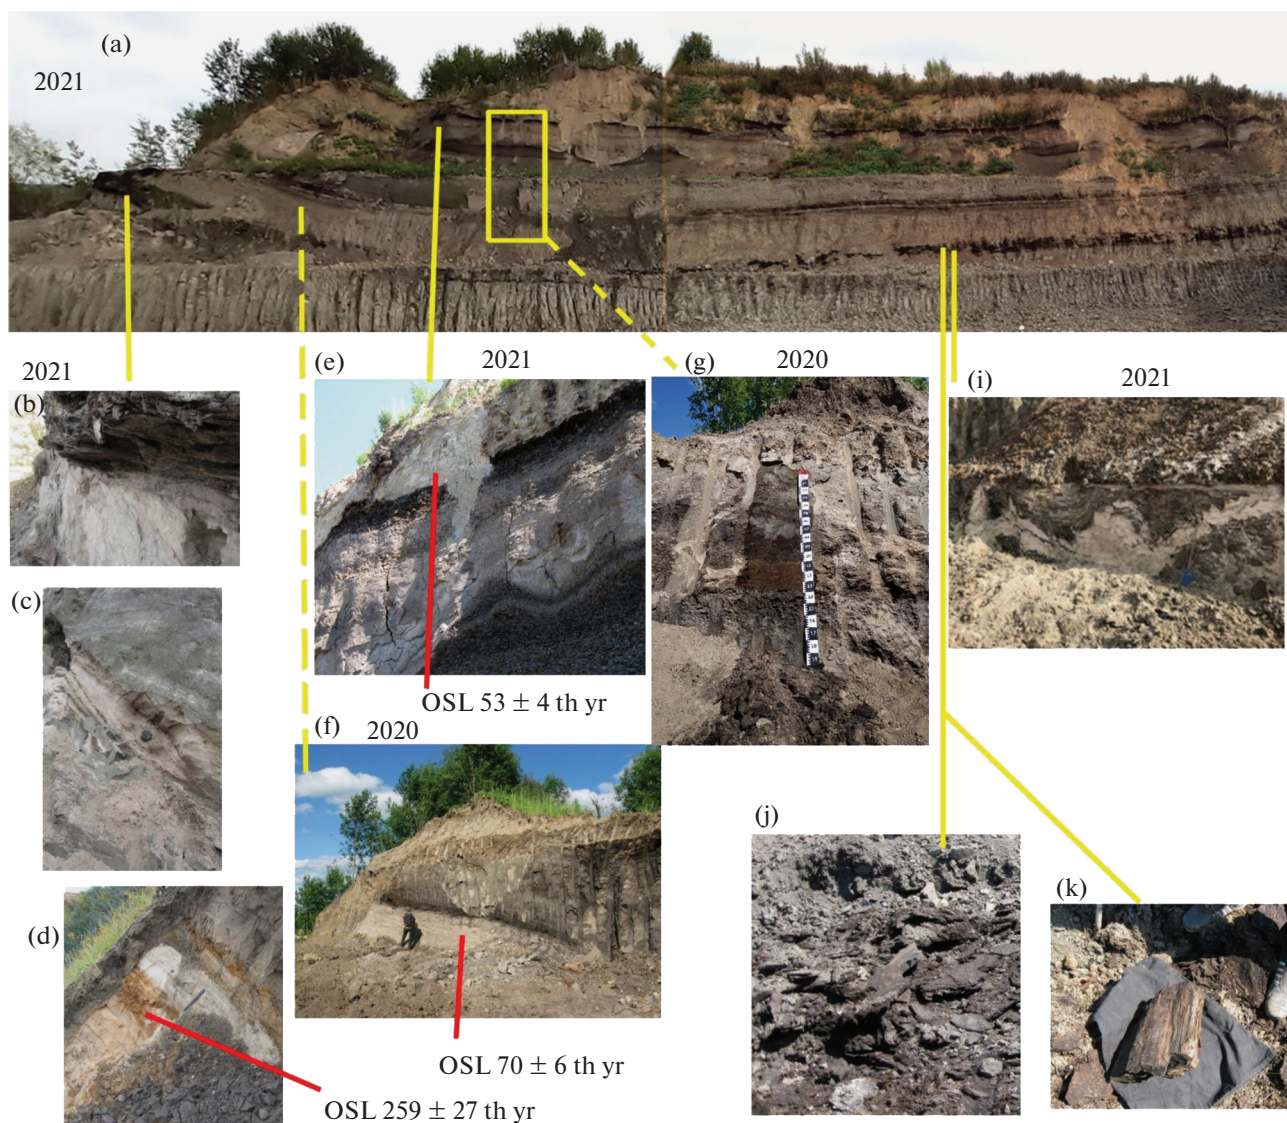 (a)
2021
2021
(b)
(c)
(d)
(e)
2021
OSL 53 ± 4 th yr
(f)
2020
OSL 70 ± 6 th yr
OSL 259 ± 27 th yr
(g)
2020
(i)
2021
(j)
(k)